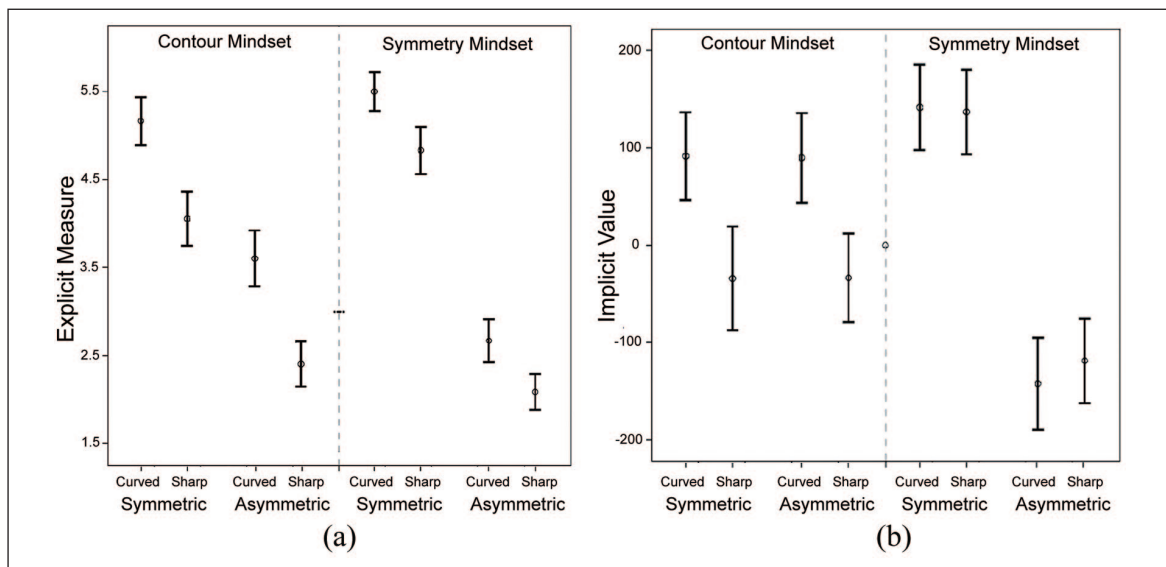 Contour Mindset
Symmetry Mindset
5.5
4.5
3.5
2.5
1.5
Explicit Measure
Curved Sharp Curved Sharp Curved Sharp Curved Sharp
Symmetric Asymmetric Symmetric Asymmetric
(a)
Contour Mindset
Symmetry Mindset
200
100
0
-100
-200
Implicit Value
Curved Sharp Curved Sharp Curved Sharp Curved Sharp
Symmetric Asymmetric Symmetric Asymmetric
(b)